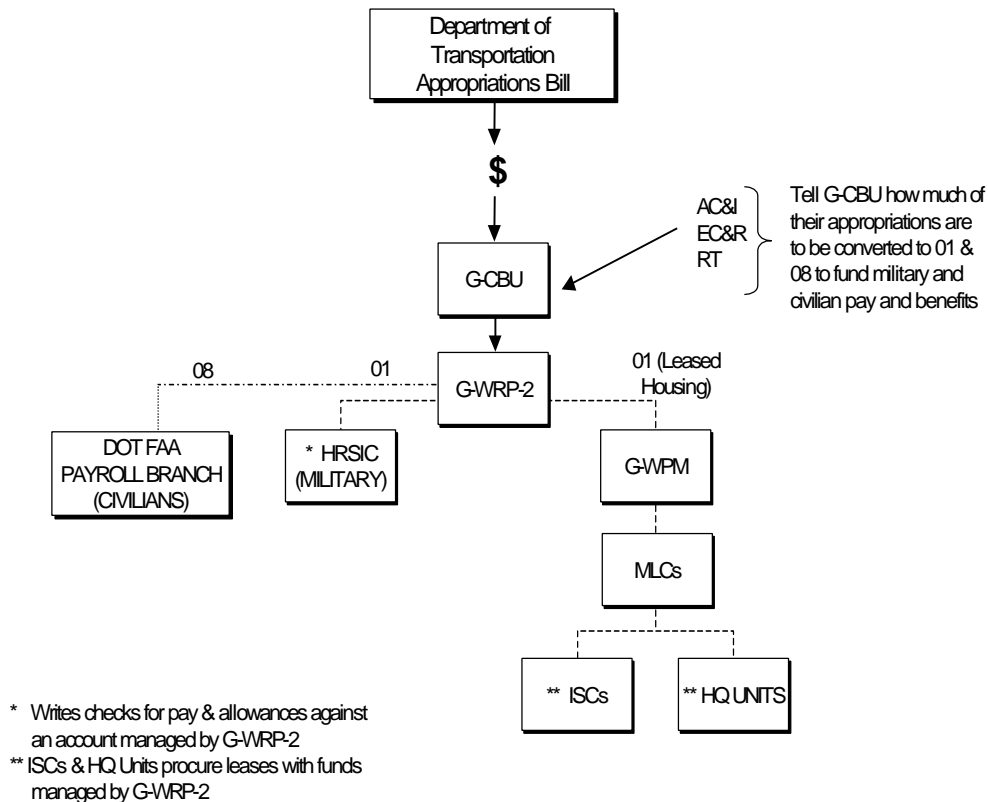 Department of
Transportation
Appropriations Bill
$
AC&I
EC&R
RT
Tell G-CBU how much of
their appropriations are
to be converted to 01 &
08 to fund military and
civilian pay and benefits
G-CBU
08
01
G-WRP-2
01 (Leased
Housing)
DOT FAA
PAYROLL BRANCH
(CIVILIANS)
* HRSIC
(MILITARY)
G-WPM
MLCs
** ISCs
** HQ UNITS
* Writes checks for pay & allowances against
an account managed by G-WRP-2
** ISCs & HQ Units procure leases with funds
managed by G-WRP-2